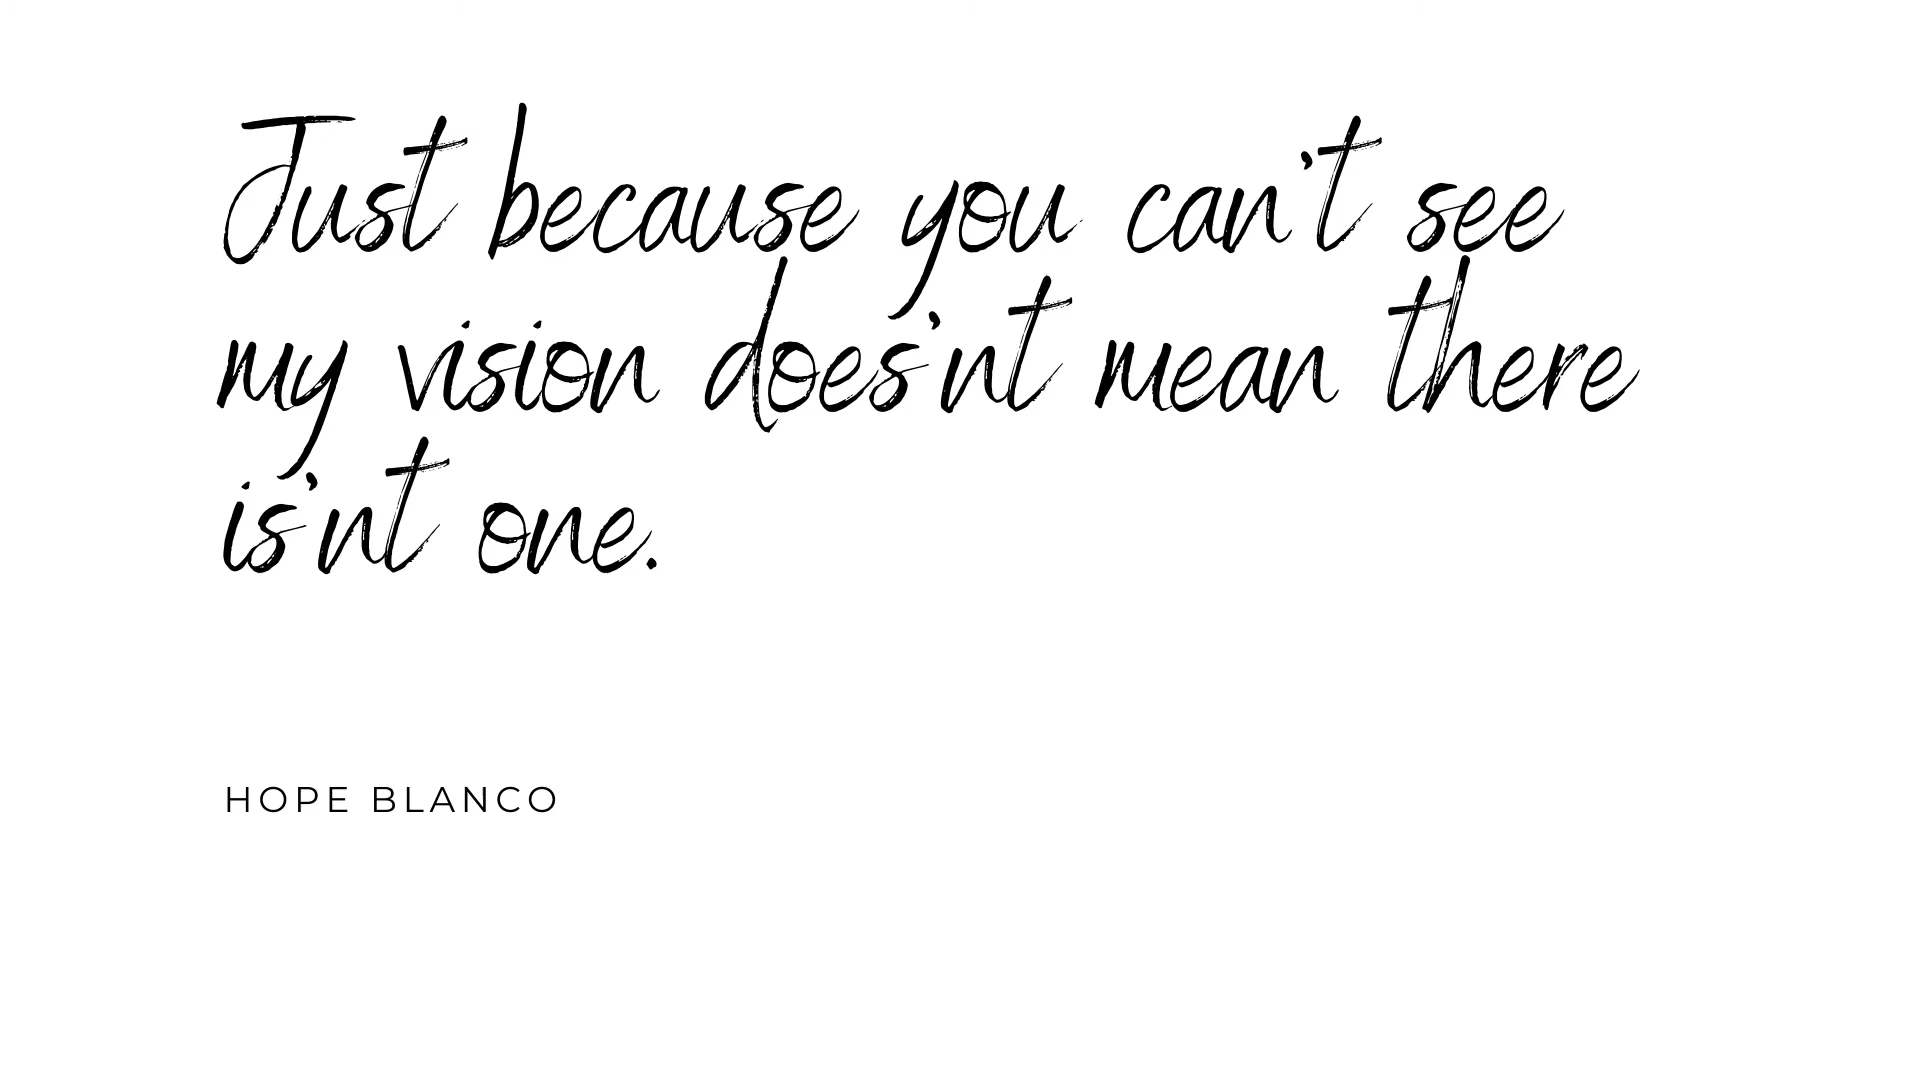 Just because you can't see
my vision does'nt mean there
is'nt one.
HOPE BLANCO